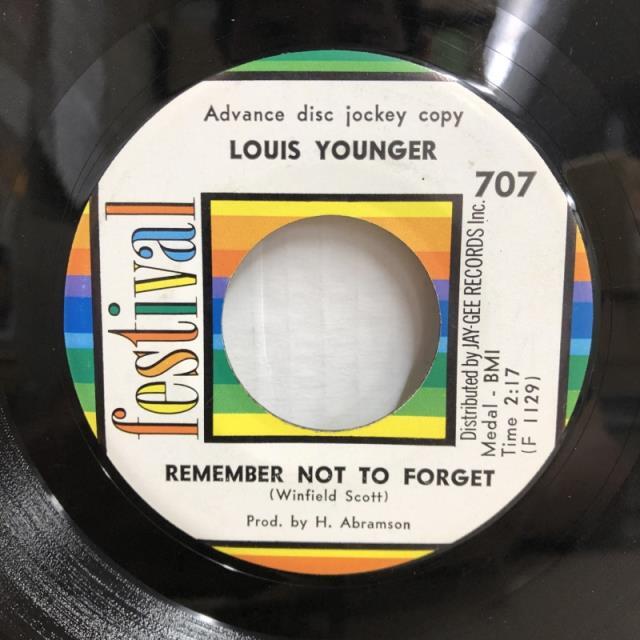 Advance disc jockey copy
LOUIS YOUNGER
707
festival
Distributed by JAY-GEE RECORDS Inc.
Medal - BMI
Time 2:17
(F 1129)
REMEMBER NOT TO FORGET
(Winfield Scott)
Prod. by H. Abramson